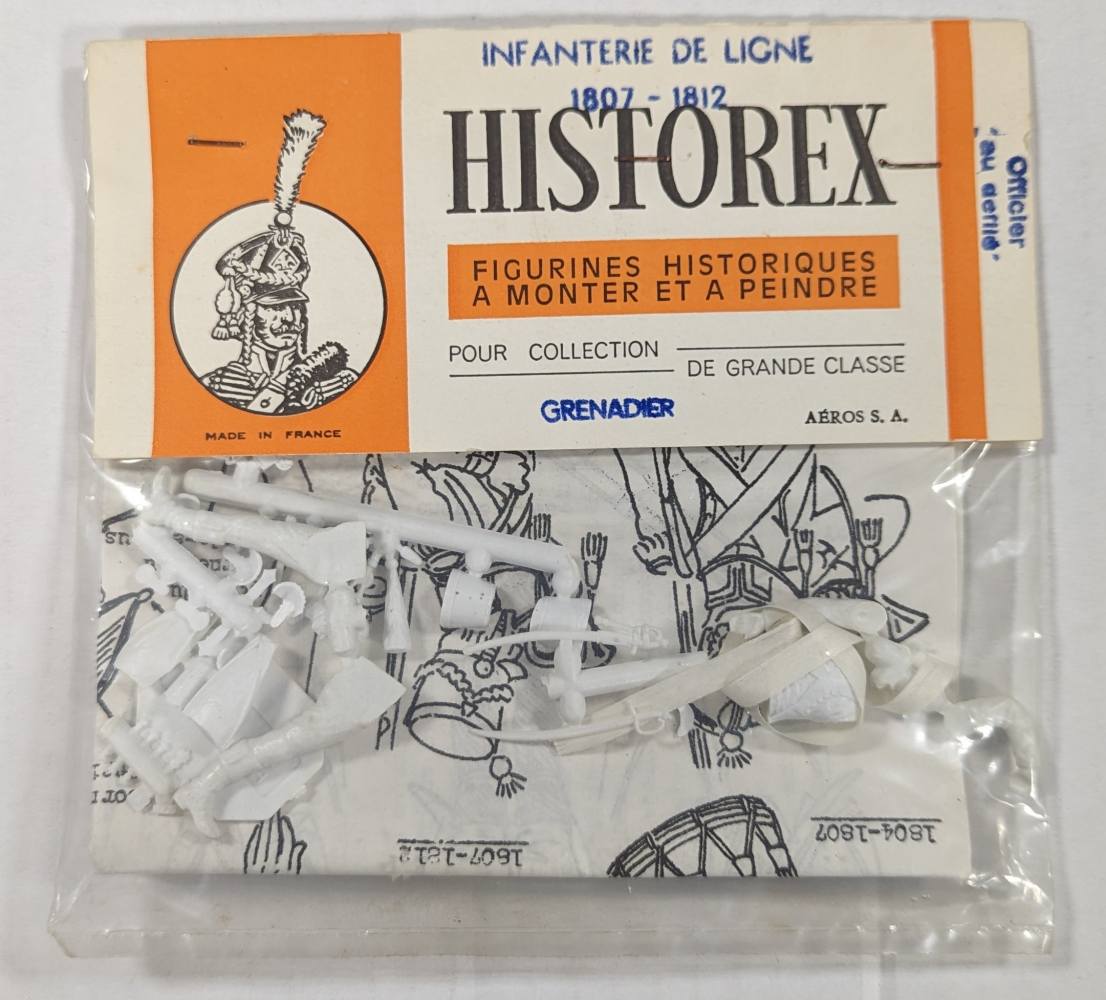 INFANTERIE DE LIGNE
1807 - 1812
HISTOREX
FIGURINES HISTORIQUES
A MONTER ET A PEINDRE
POUR COLLECTION
DE GRANDE CLASSE
GRENADIER
AÉROS S. A.
MADE IN FRANCE
Officier
"au défilé"
1807-1812
1804-1807